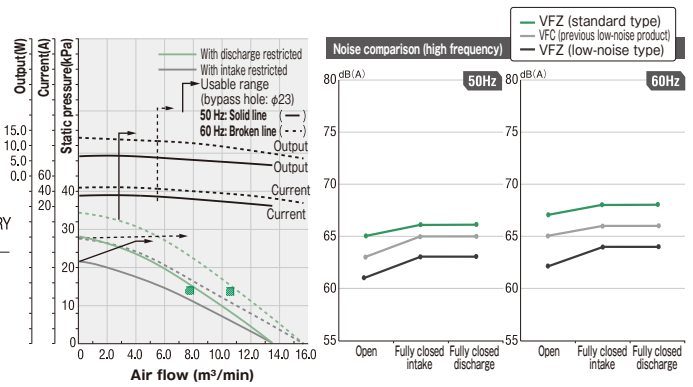 Output(W)
Current(A)
Static pressure(kPa)
15.0
10.0
5.0
0.0
60
40
20
40
30
20
10
0
RY
With discharge restricted
With intake restricted
Usable range
(bypass hole: ϕ23)
50 Hz: Solid line ( — )
60 Hz: Broken line ( --- )
Output
Output
Current
Current
0 2.0 4.0 6.0 8.0 10.0 12.0 14.0 16.0
Air flow (m³/min)
VFZ (standard type)
VFC (previous low-noise product)
VFZ (low-noise type)
Noise comparison (high frequency)
80 dB(A)
50Hz
75
70
65
60
55
Open
Fully closed
intake
Fully closed
discharge
80 dB(A)
60Hz
75
70
65
60
55
Open
Fully closed
intake
Fully closed
discharge